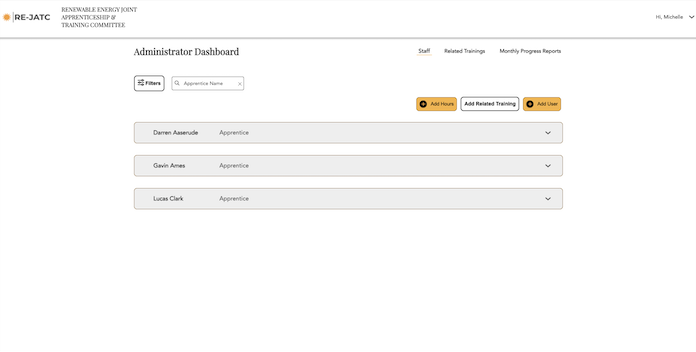 RE-JATC
RENEWABLE ENERGY JOINT
APPRENTICESHIP &
TRAINING COMMITTEE
Hi, Michelle
Administrator Dashboard
Staff
Related Trainings
Monthly Progress Reports
Filters
Apprentice Name
Add Hours
Add Related Training
Add User
Darren Aaserude
Apprentice
Gavin Ames
Apprentice
Lucas Clark
Apprentice